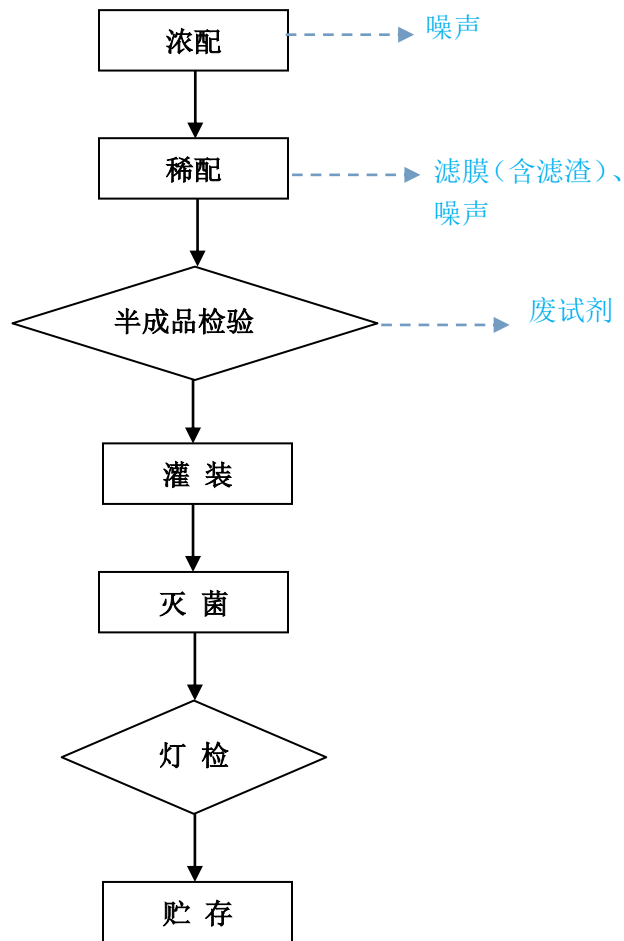 浓配
噪声
稀配
滤膜（含滤渣）、
噪声
半成品检验
废试剂
灌 装
灭 菌
灯 检
贮 存